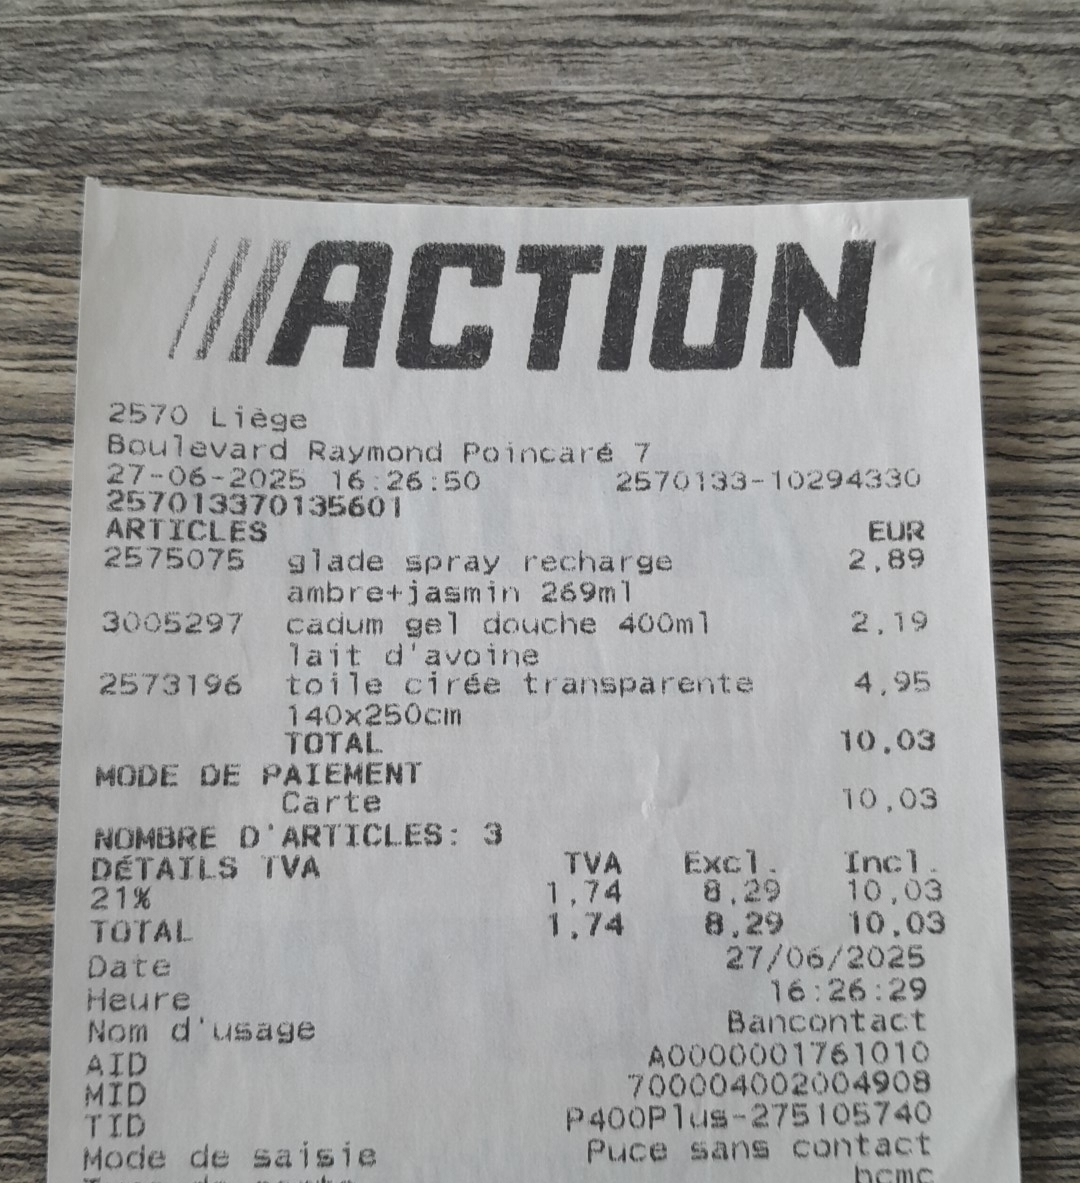 ACTION
2570 Liège
Boulevard Raymond Poincaré 7
27-06-2025 16:26:50 2570133-10294330
257013370135601
ARTICLES EUR
2575075 glade spray recharge 2,89
ambre+jasmin 269ml
3005297 cadum gel douche 400ml 2,19
lait d'avoine
2573196 toile cirée transparente 4,95
140x250cm
TOTAL 10,03
MODE DE PAIEMENT
Carte 10,03
NOMBRE D'ARTICLES: 3
DÉTAILS TVA TVA Excl. Incl.
21% 1,74 8,29 10,03
TOTAL 1,74 8,29 10,03
Date 27/06/2025
Heure 16:26:29
Nom d'usage Bancontact
AID A0000001761010
MID 700004002004908
TID P400Plus-275105740
Mode de saisie Puce sans contact
bcmc